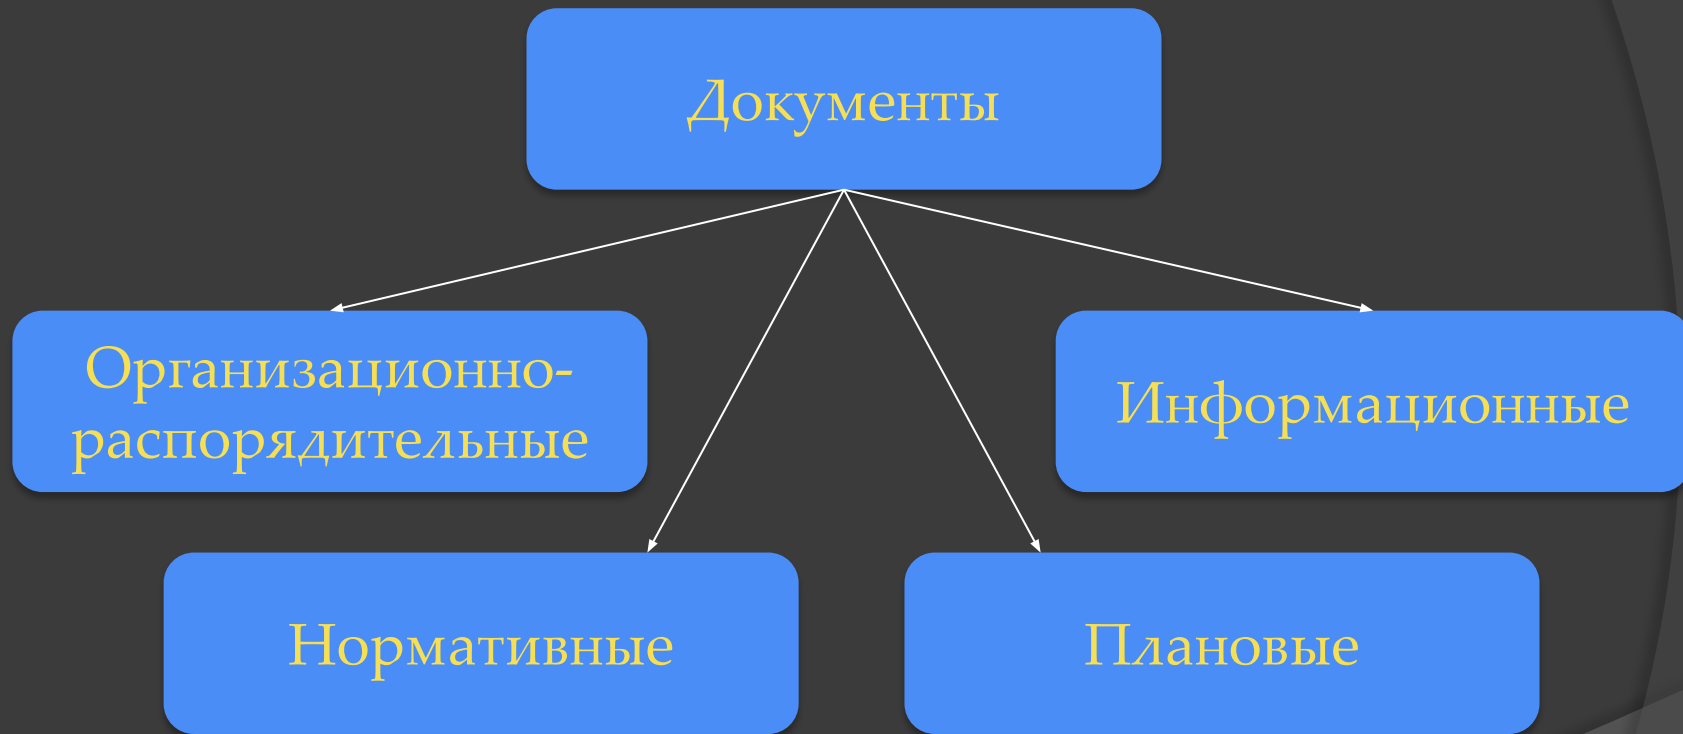 Документы
Организационно-
распорядительные
Информационные
Нормативные
Плановые